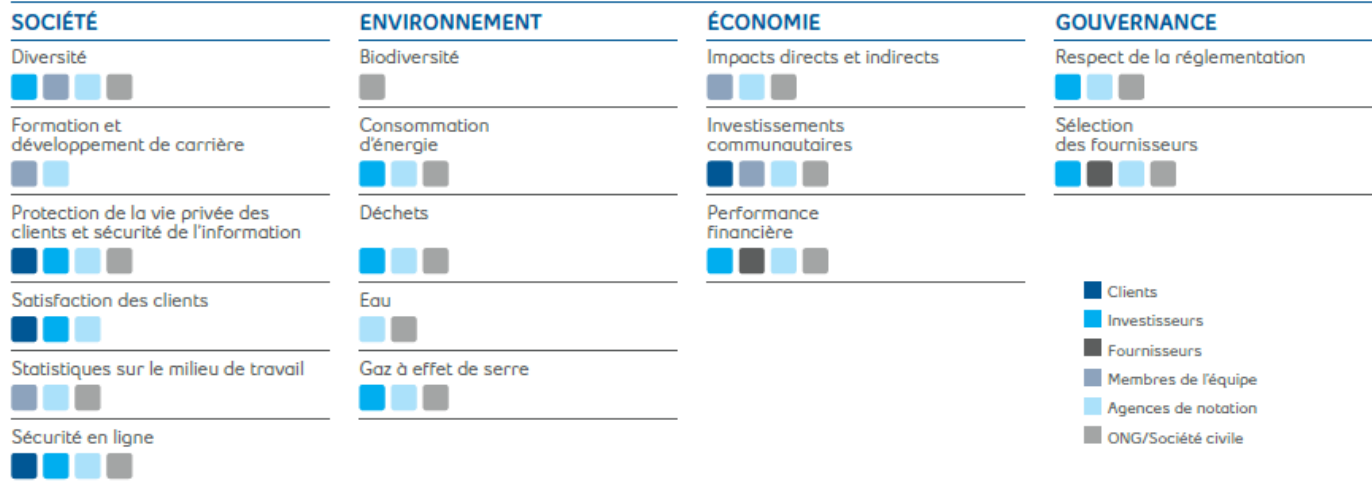 SOCIÉTÉ
Diversité
Formation et
développement de carrière
Protection de la vie privée des
clients et sécurité de l'information
Satisfaction des clients
Statistiques sur le milieu de travail
Sécurité en ligne
ENVIRONNEMENT
Biodiversité
Consommation
d'énergie
Déchets
Eau
Gaz à effet de serre
ÉCONOMIE
Impacts directs et indirects
Investissements
communautaires
Performance
financière
GOUVERNANCE
Respect de la réglementation
Sélection
des fournisseurs
Clients
Investisseurs
Fournisseurs
Membres de l'équipe
Agences de notation
ONG/Société civile